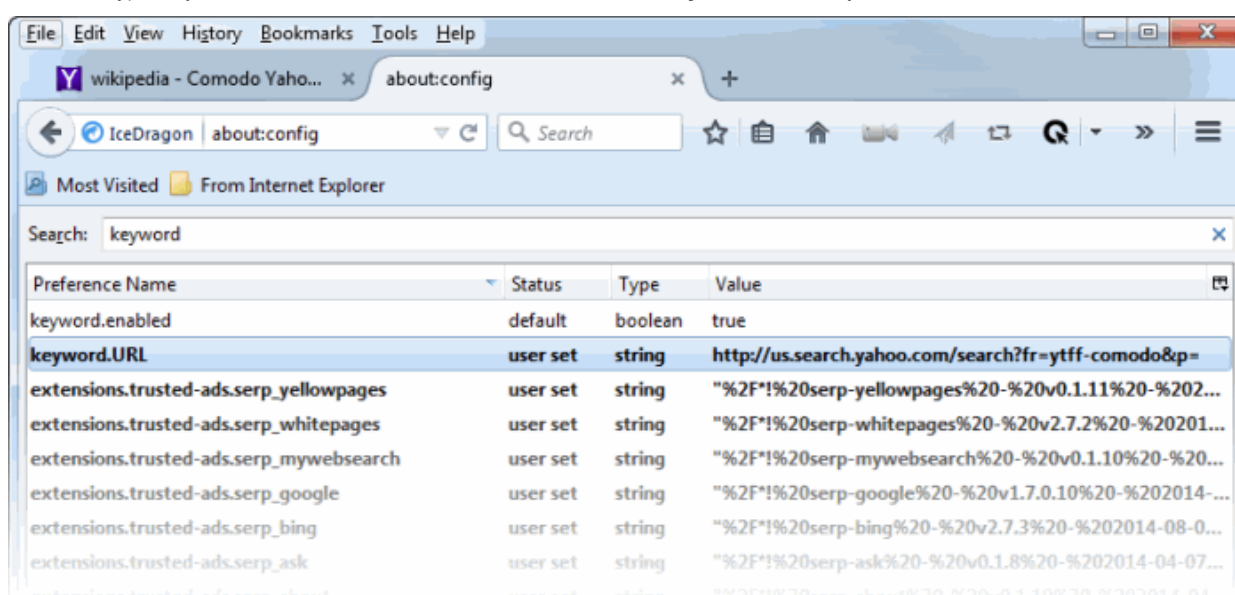 File Edit View History Bookmarks Tools Help
wikipedia - Comodo Yaho... about:config
IceDragon about:config Search
Most Visited From Internet Explorer
Search: keyword
Preference Name Status Type Value
keyword.enabled default boolean true
keyword.URL user set string http://us.search.yahoo.com/search?fr=ytff-comodo&p=
extensions.trusted-ads.serp_yellowpages user set string "%2F*!%20serp-yellowpages%20-%20v0.1.11%20-%202...
extensions.trusted-ads.serp_whitepages user set string "%2F*!%20serp-whitepages%20-%20v2.7.2%20-%20201...
extensions.trusted-ads.serp_mywebsearch user set string "%2F*!%20serp-mywebsearch%20-%20v0.1.10%20-%20...
extensions.trusted-ads.serp_google user set string "%2F*!%20serp-google%20-%20v1.7.0.10%20-%202014-...
extensions.trusted-ads.serp_bing user set string "%2F*!%20serp-bing%20-%20v2.7.3%20-%202014-08-0...
extensions.trusted-ads.serp_ask user set string "%2F*!%20serp-ask%20-%20v0.1.8%20-%202014-04-07...